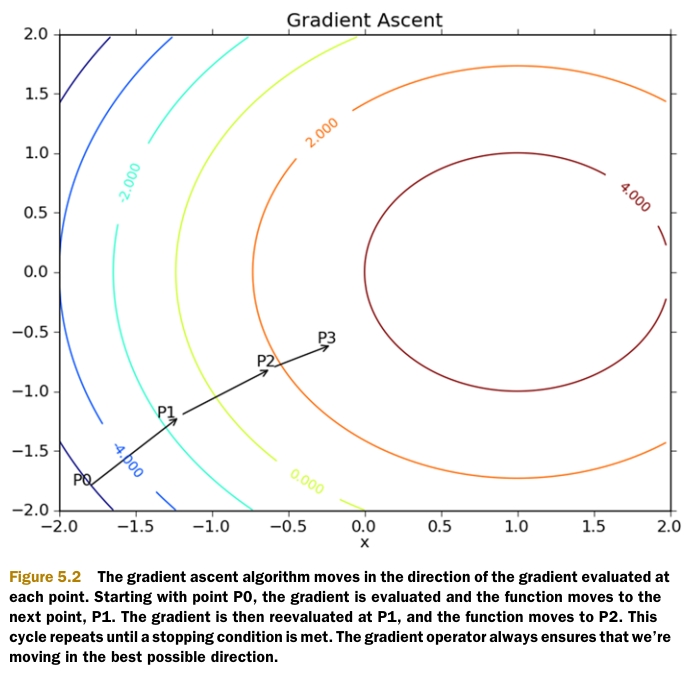 Gradient Ascent
2.0
1.5
1.0
0.5
0.0
−0.5
−1.0
−1.5
−2.0
−2.000
2.000
4.000
P3
P2
P1
P0
−4.000
0.000
−2.0 −1.5 −1.0 −0.5 0.0 0.5 1.0 1.5 2.0
x
Figure 5.2 The gradient ascent algorithm moves in the direction of the gradient evaluated at
each point. Starting with point P0, the gradient is evaluated and the function moves to the
next point, P1. The gradient is then reevaluated at P1, and the function moves to P2. This
cycle repeats until a stopping condition is met. The gradient operator always ensures that we’re
moving in the best possible direction.